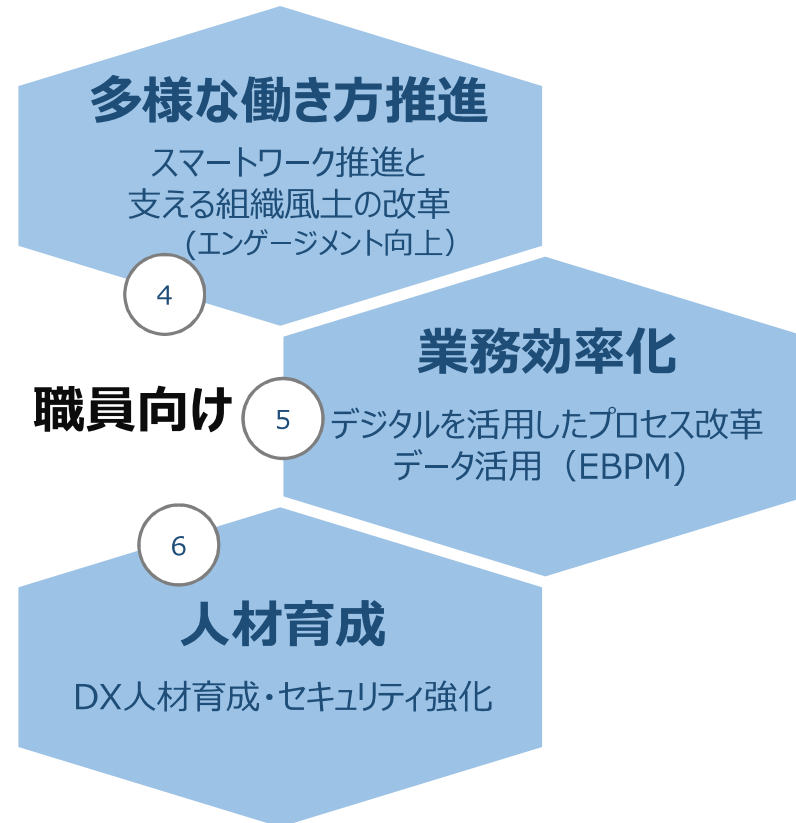 多様な働き方推進
スマートワーク推進と
支える組織風土の改革
(エンゲージメント向上）
4
職員向け
5
業務効率化
デジタルを活用したプロセス改革
データ活用（EBPM)
6
人材育成
DX人材育成・セキュリティ強化